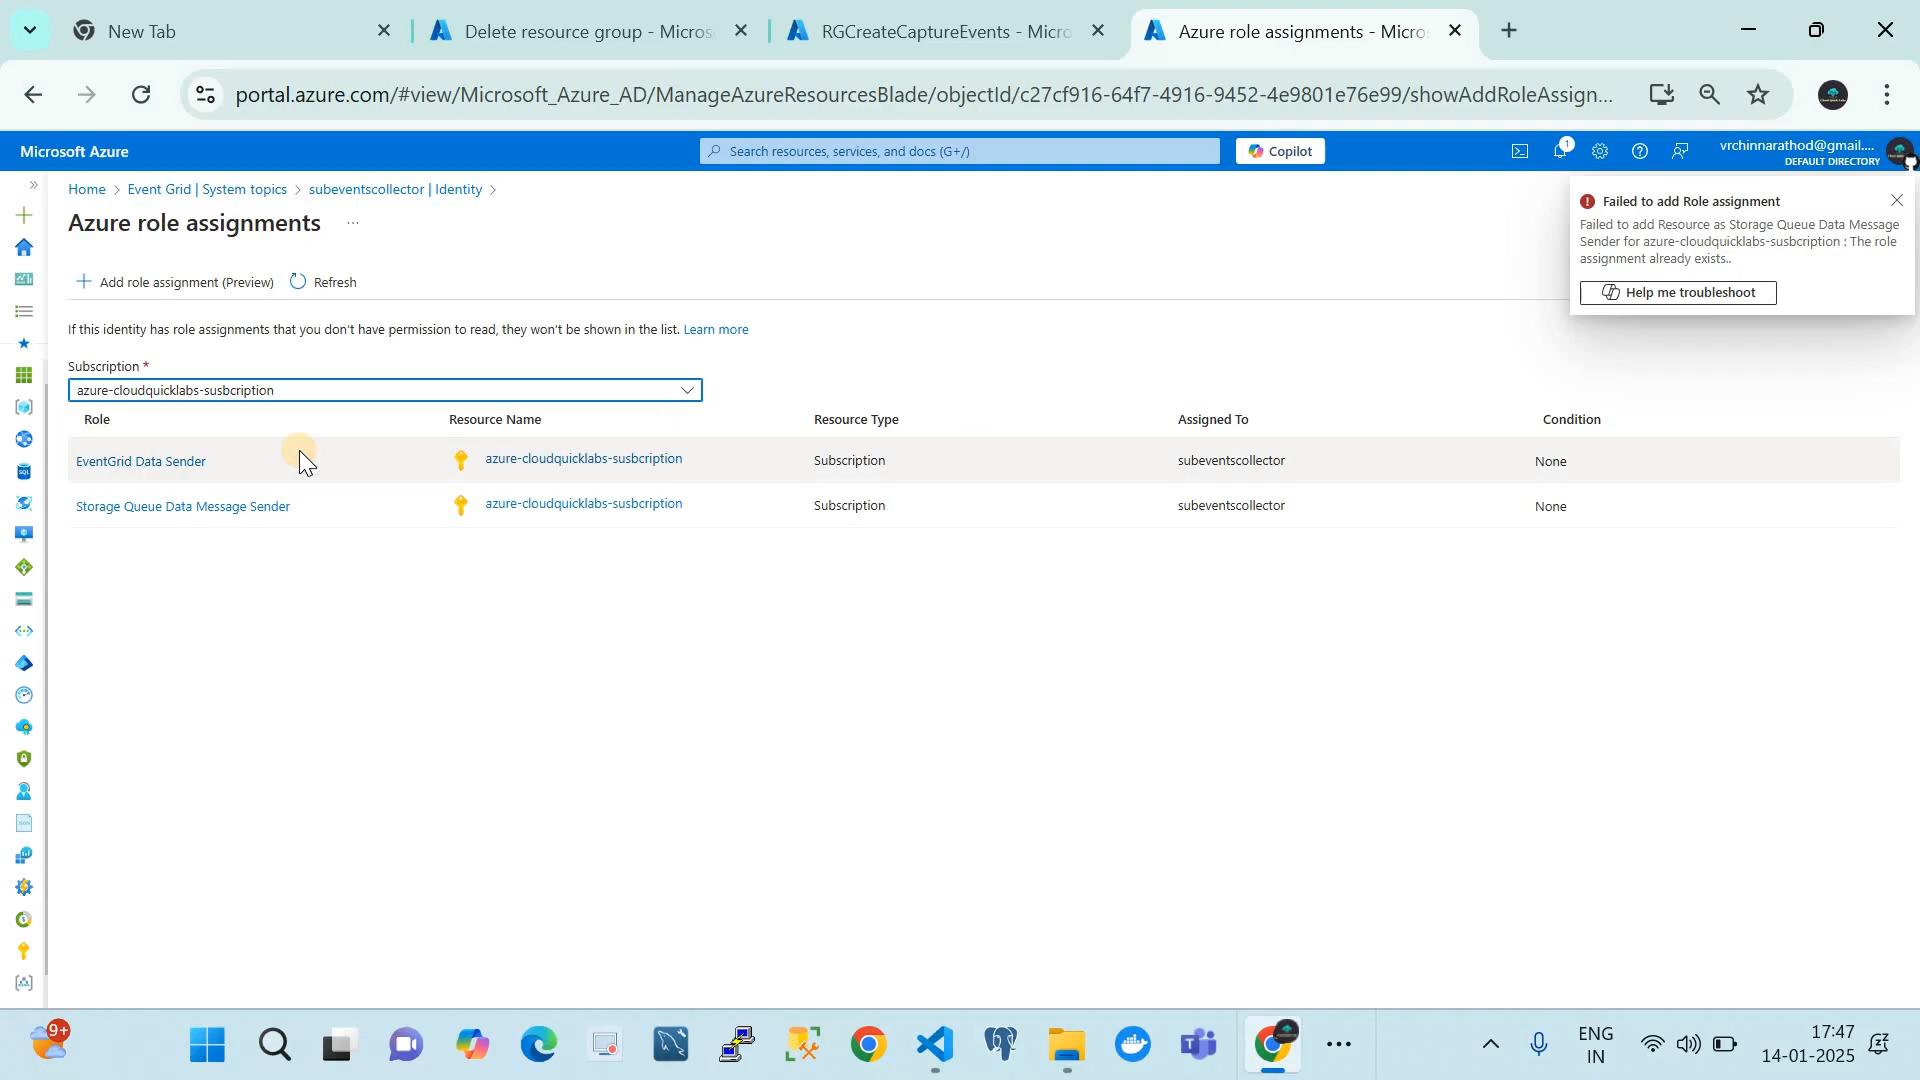 New Tab
Delete resource group - Micros
RGCreateCaptureEvents - Micro
Azure role assignments - Micros
portal.azure.com/#view/Microsoft_Azure_AD/ManageAzureResourcesBlade/objectId/c27cf916-64f7-4916-9452-4e9801e76e99/showAddRoleAssign...
Microsoft Azure
Search resources, services, and docs (G+/)
Copilot
1
vrchinnarathod@gmail....
DEFAULT DIRECTORY
Home > Event Grid | System topics > subeventscollector | Identity >
Azure role assignments ...
Failed to add Role assignment
Failed to add Resource as Storage Queue Data Message
Sender for azure-cloudquicklabs-susbcription : The role
assignment already exists..
Help me troubleshoot
Add role assignment (Preview)
Refresh
If this identity has role assignments that you don't have permission to read, they won't be shown in the list. Learn more
Subscription *
azure-cloudquicklabs-susbcription
Role Resource Name Resource Type Assigned To Condition
EventGrid Data Sender azure-cloudquicklabs-susbcription Subscription subeventscollector None
Storage Queue Data Message Sender azure-cloudquicklabs-susbcription Subscription subeventscollector None
9+
ENG
IN
17:47
14-01-2025